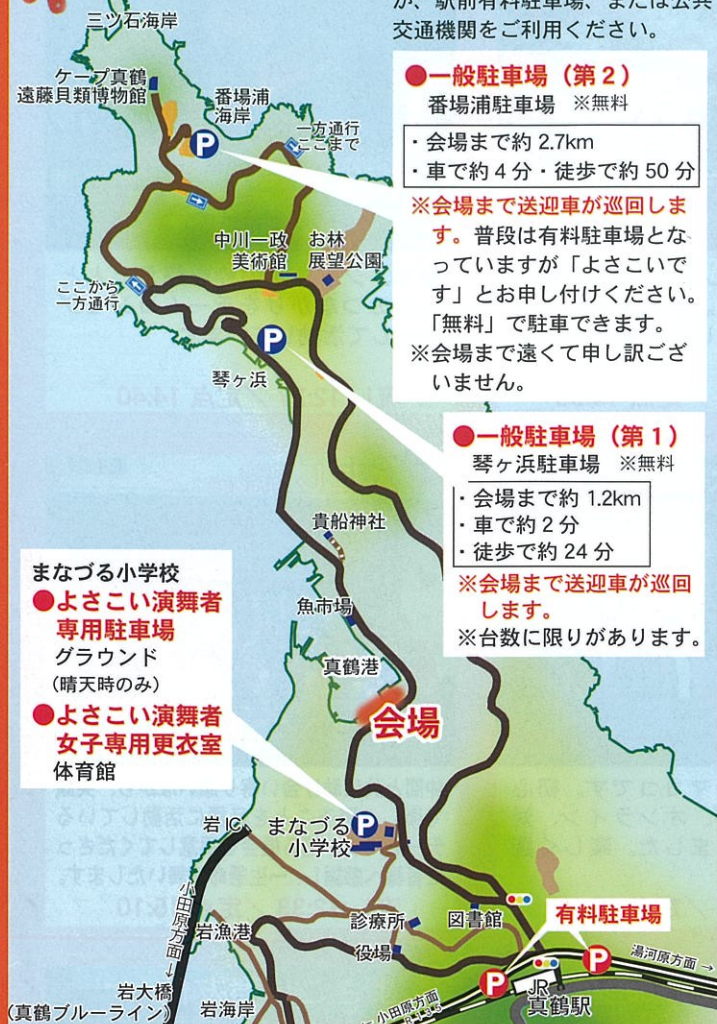 が、駅前有料駐車場、または公共
交通機関をご利用ください。
三ツ石海岸
ケープ真鶴
遠藤貝類博物館
番場浦
海岸
P
一方通行
ここまで
●一般駐車場（第2）
番場浦駐車場 ※無料
・会場まで約 2.7km
・車で約4分・徒歩で約50分
※会場まで送迎車が巡回しま
す。普段は有料駐車場とな
っていますが「よさこいで
す」とお申し付けください。
「無料」で駐車できます。
※会場まで遠くて申し訳ござ
いません。
中川一政
美術館
お林
展望公園
ここから
一方通行
P
琴ヶ浜
●一般駐車場（第1）
琴ヶ浜駐車場 ※無料
・会場まで約 1.2km
・車で約2分
・徒歩で約24分
※会場まで送迎車が巡回
します。
※台数に限りがあります。
貴船神社
魚市場
真鶴港
会場
まなづる小学校
●よさこい演舞者
専用駐車場
グラウンド
（晴天時のみ）
●よさこい演舞者
女子専用更衣室
体育館
P
まなづる
小学校
岩IC
小田原方面→
岩漁港
岩大橋
（真鶴ブルーライン）
岩海岸
診療所
役場
図書館
有料駐車場
P
P
JR
真鶴駅
湯河原方面→
←小田原方面
R135